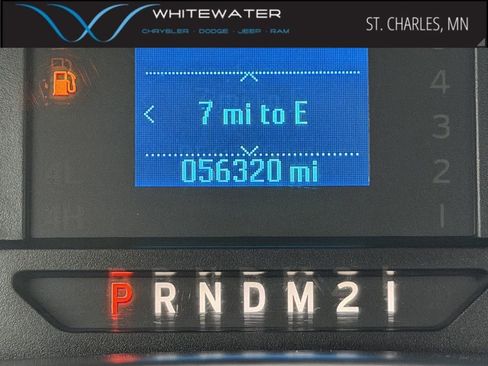 WHITEWATER
CHRYSLER · DODGE · JEEP · RAM
ST. CHARLES, MN
7 mi to E
056320 mi
4
3
2
1
P R N D M 2 1